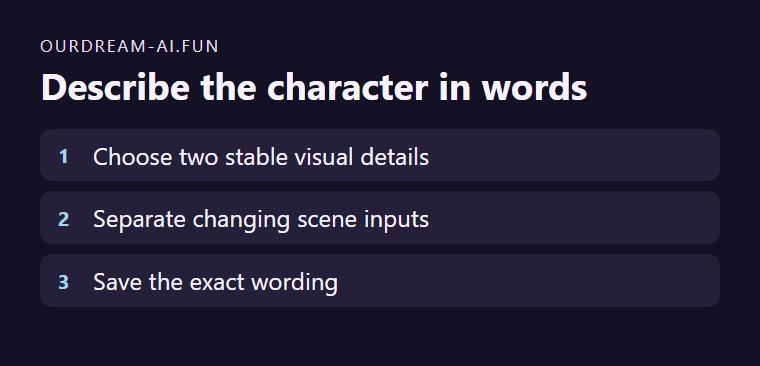 OURDREAM-AI.FUN
Describe the character in words
1 Choose two stable visual details
2 Separate changing scene inputs
3 Save the exact wording